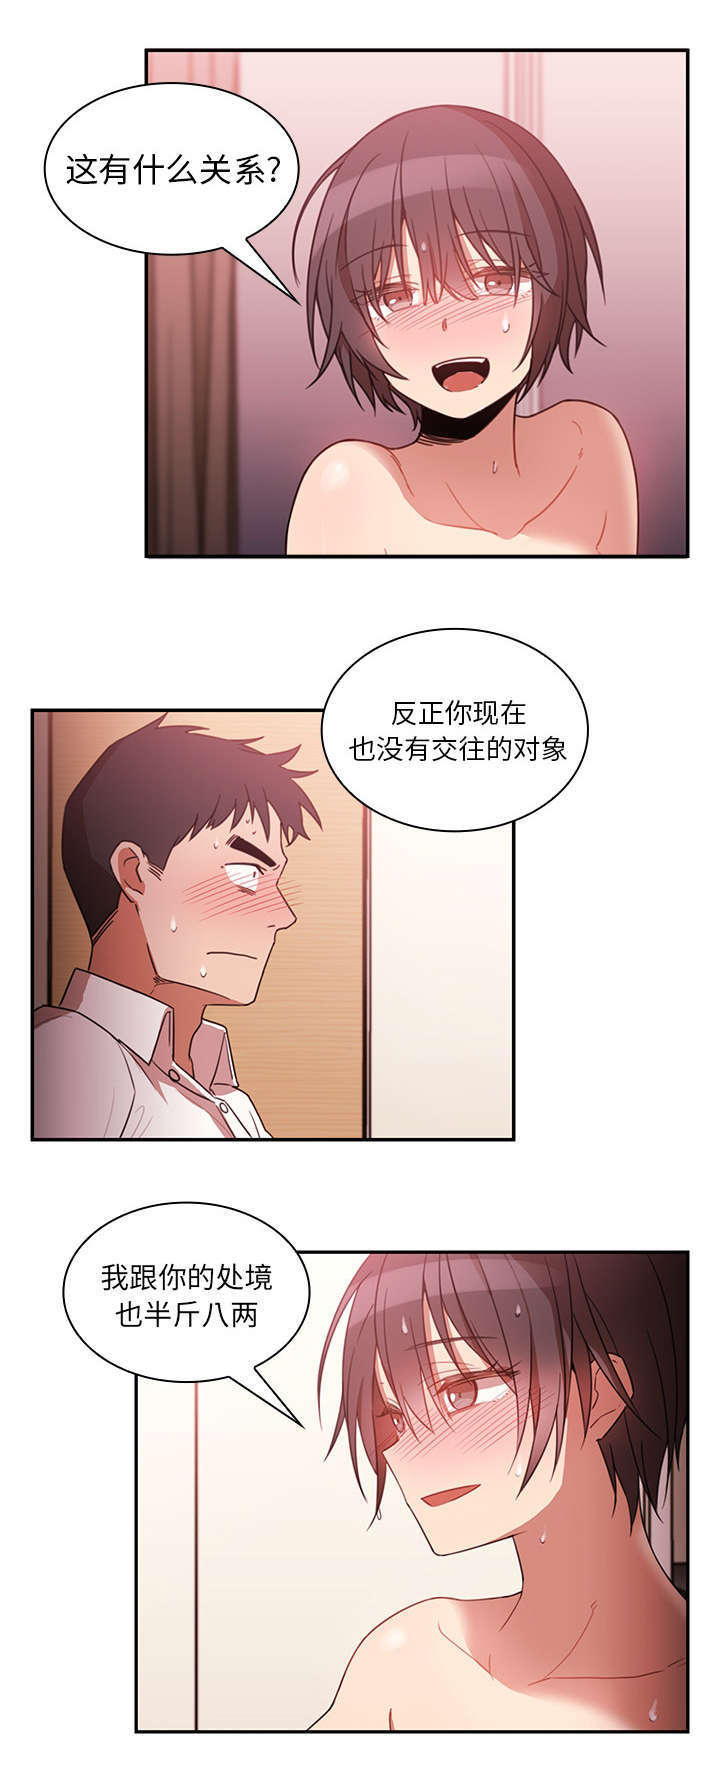 这有什么关系?
反正你现在
也没有交往的对象
我跟你的处境
也半斤八两